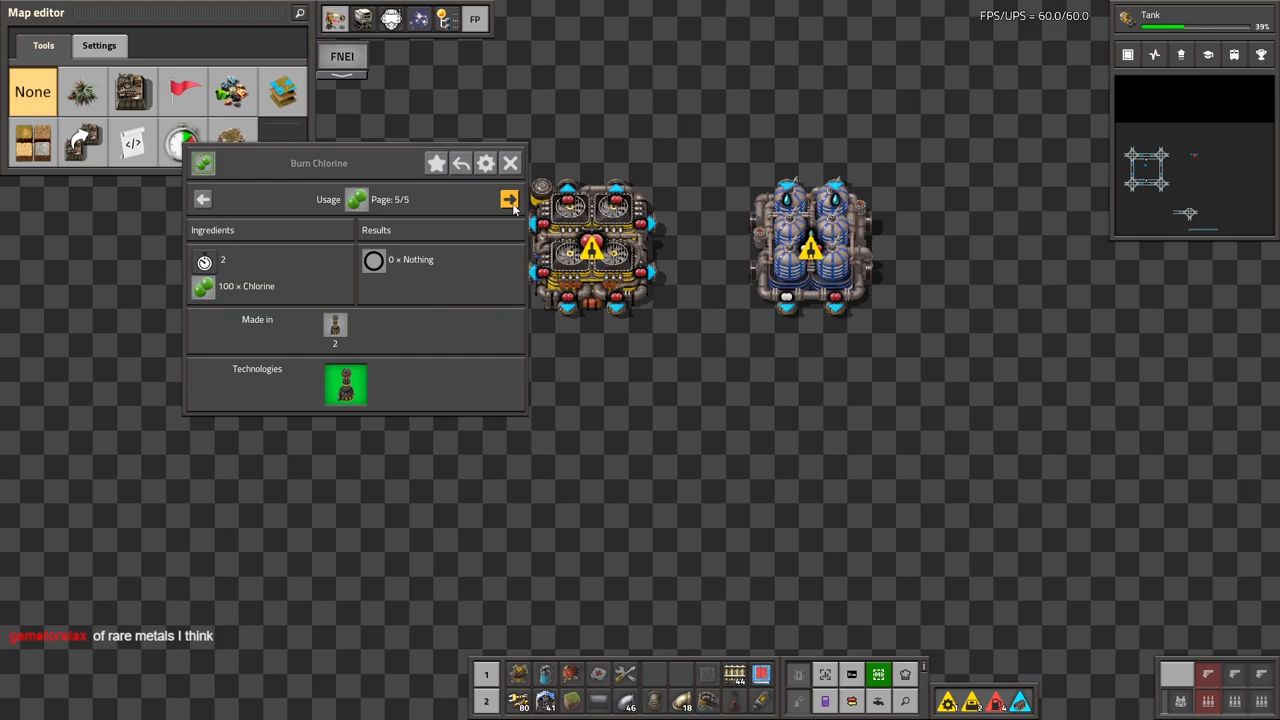 Map editor
Tools
Settings
None
FP
FNEI
FPS/UPS = 60.0/60.0
Tank
39%
Burn Chlorine
Usage
Page: 5/5
Ingredients
Results
2
0 × Nothing
100 × Chlorine
Made in
2
Technologies
gametorelax of rare metals I think
1
44
2
80
41
46
18